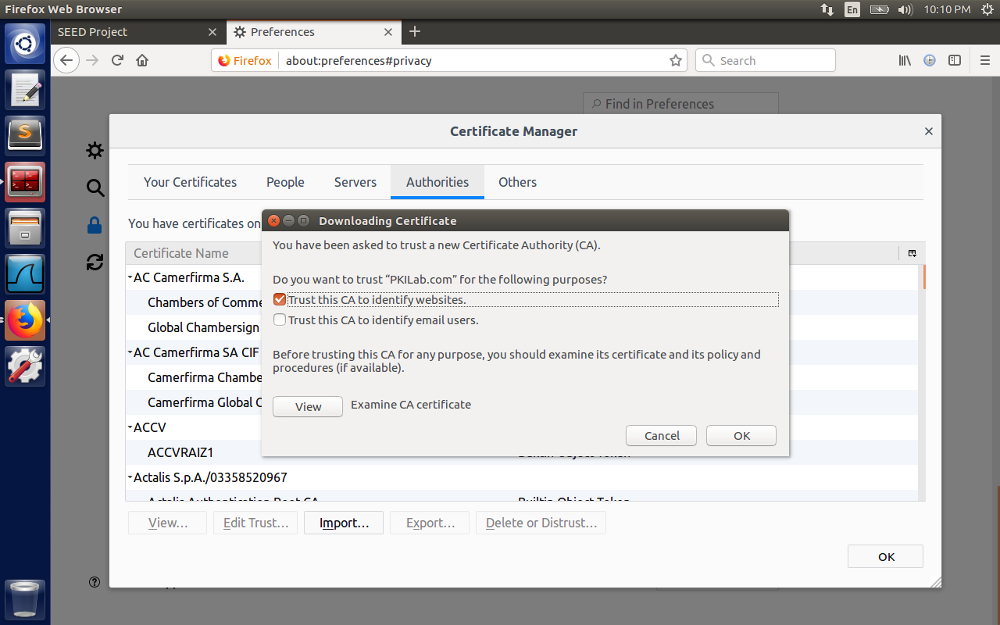 Firefox Web Browser
En
10:10 PM
SEED Project
Preferences
Firefox
about:preferences#privacy
Search
Find in Preferences
Certificate Manager
Your Certificates
People
Servers
Authorities
Others
You have certificates on
Certificate Name
AC Camerfirma S.A.
Chambers of Comme
Global Chambersign
AC Camerfirma SA CIF
Camerfirma Chambe
Camerfirma Global C
ACCV
ACCVRAIZ1
Actalis S.p.A./03358520967
Actalis Authentication Root CA
Builtin Object Token
Downloading Certificate
You have been asked to trust a new Certificate Authority (CA).
Do you want to trust “PKILab.com” for the following purposes?
Trust this CA to identify websites.
Trust this CA to identify email users.
Before trusting this CA for any purpose, you should examine its certificate and its policy and
procedures (if available).
View
Examine CA certificate
Cancel
OK
View…
Edit Trust…
Import…
Export…
Delete or Distrust…
OK